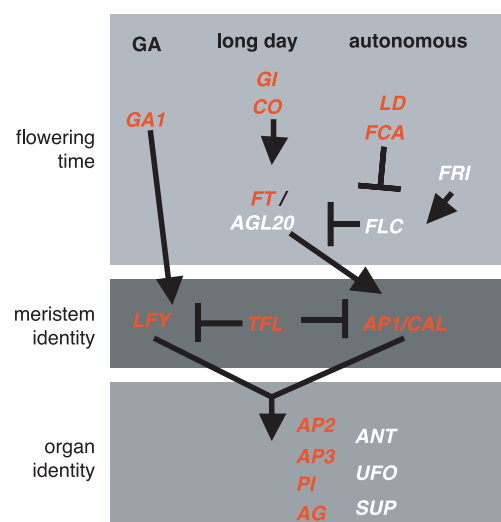 GA long day autonomous
GI
CO
LD
FCA
GA1
flowering
time
FRI
FT /
AGL20
FLC
meristem
identity
LFY TFL AP1/CAL
organ
identity
AP2
ANT
AP3
UFO
PI
SUP
AG